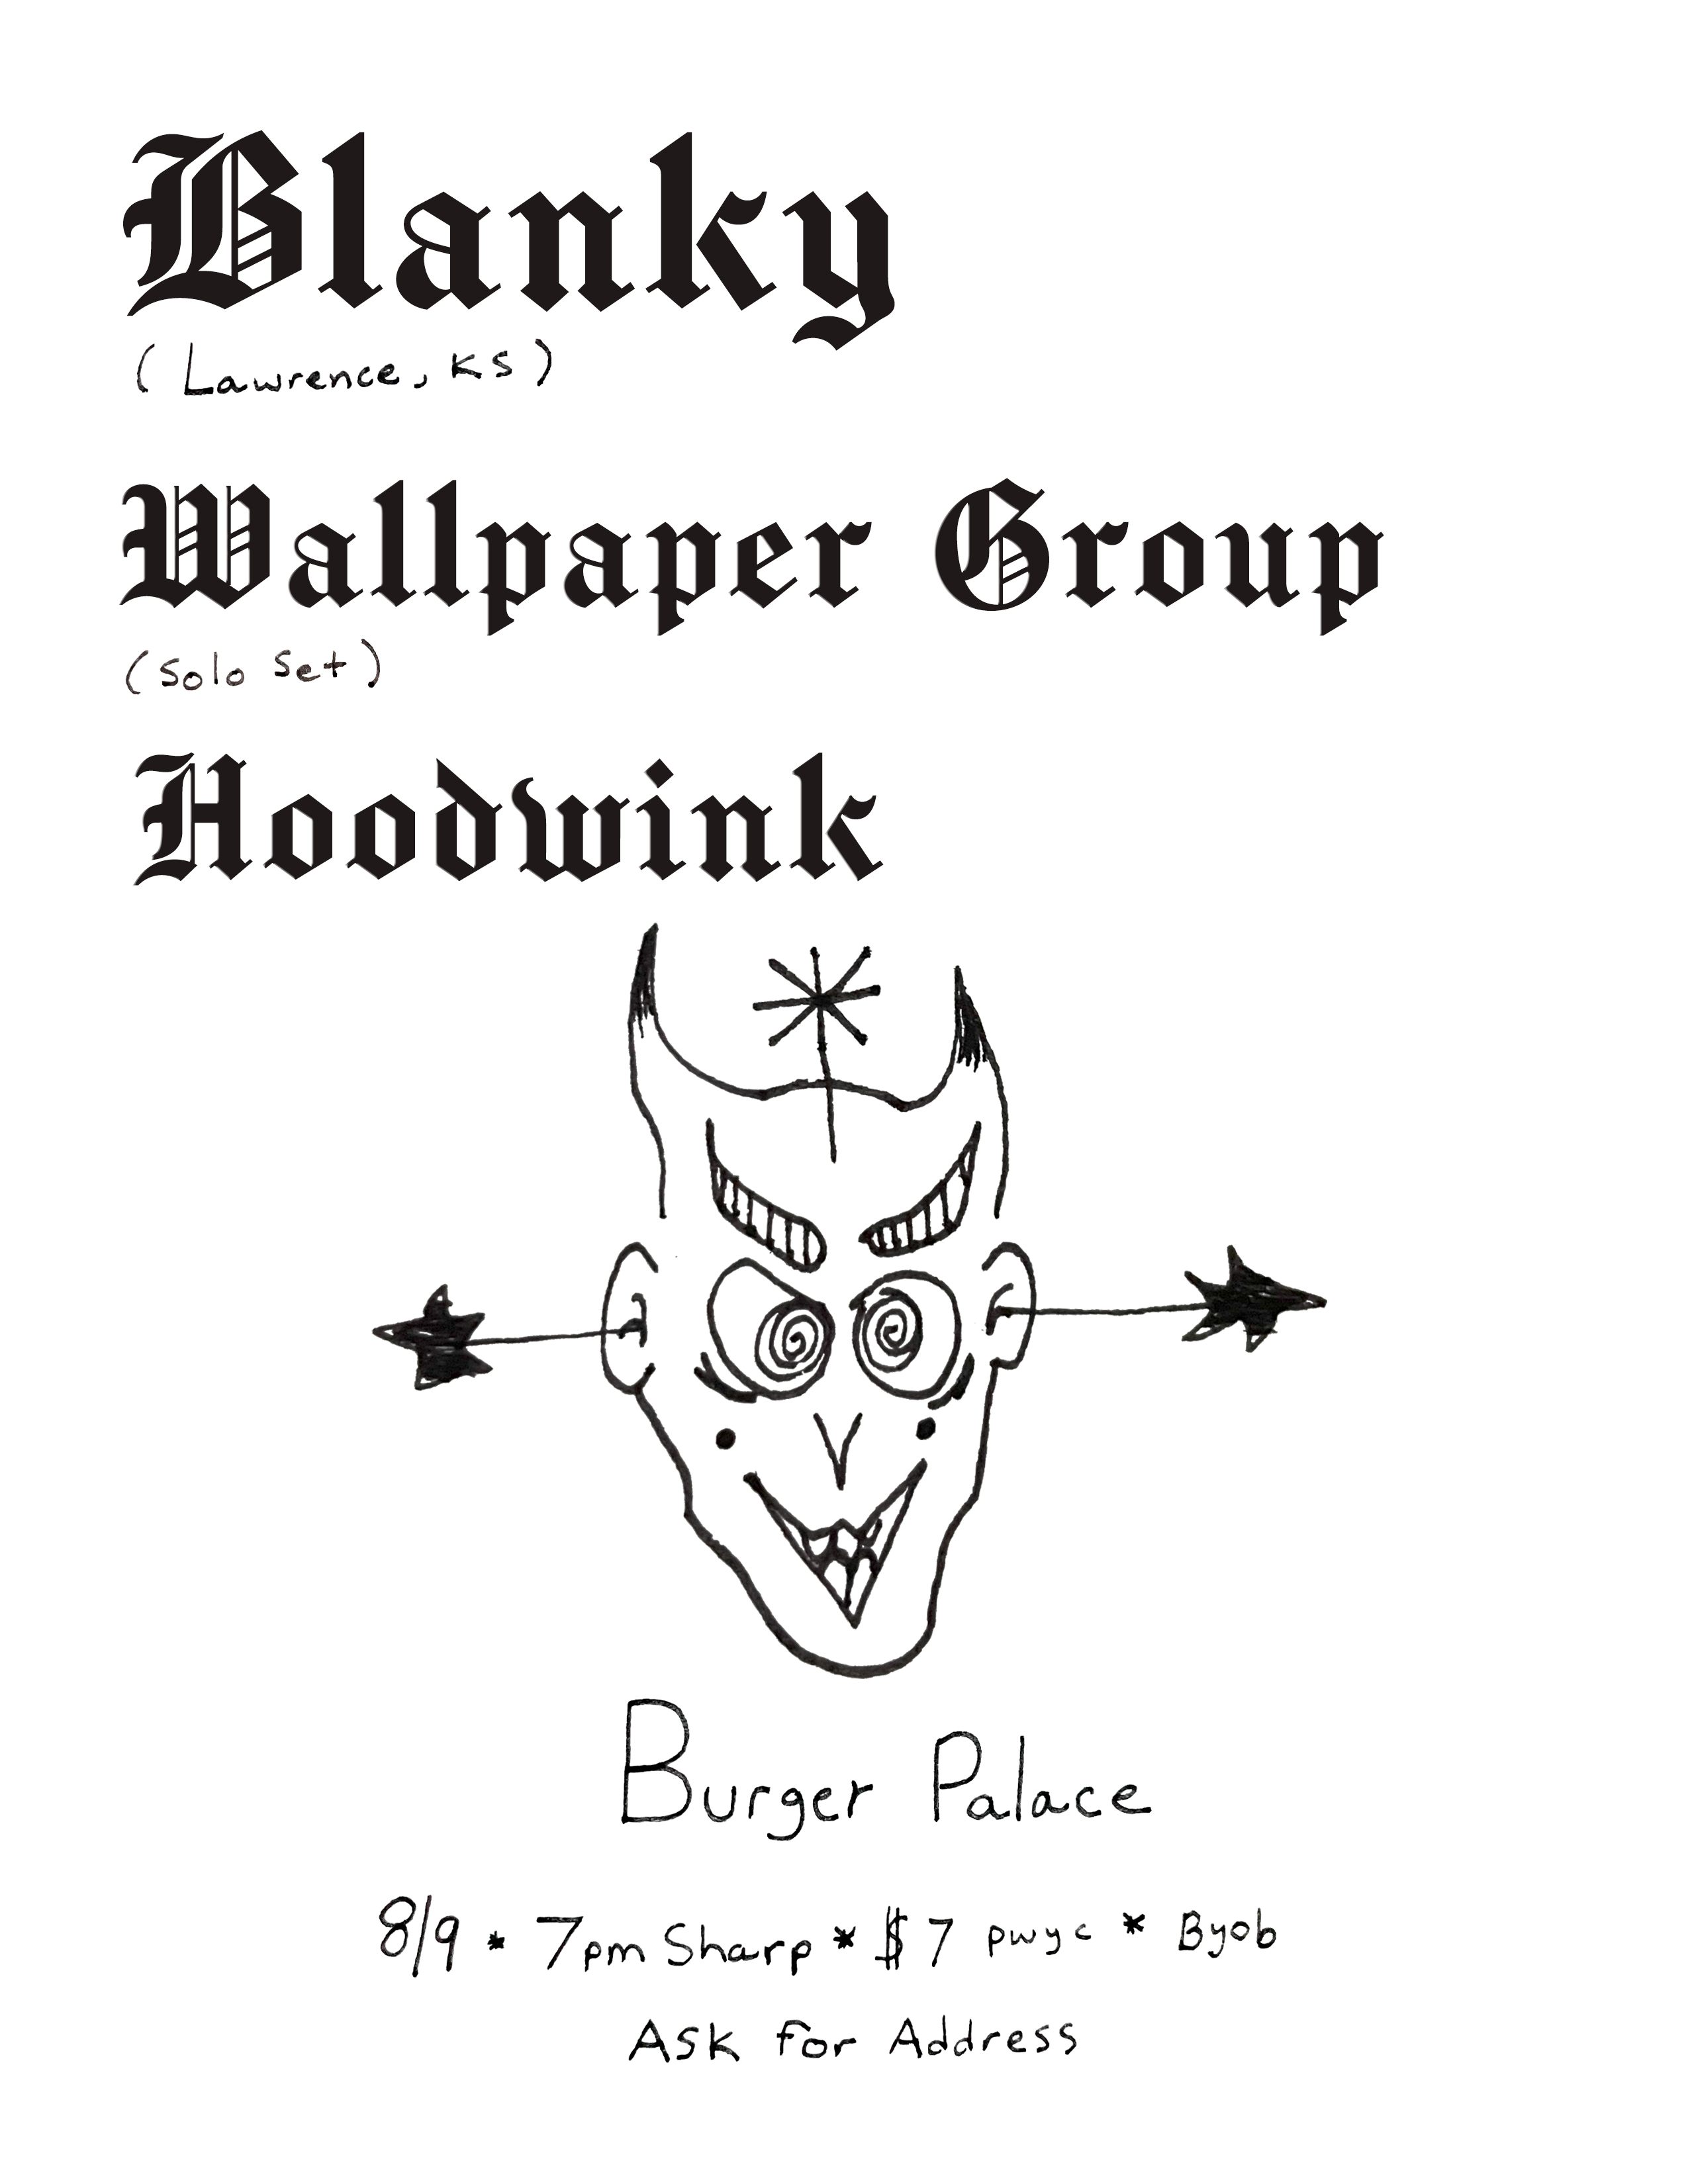 Blanky
(Lawrence, KS)
Wallpaper Group
(Solo Set)
Hoodwink
Burger Palace
8/9 * 7pm Sharp * $7 pwyc * Byob
Ask for Address